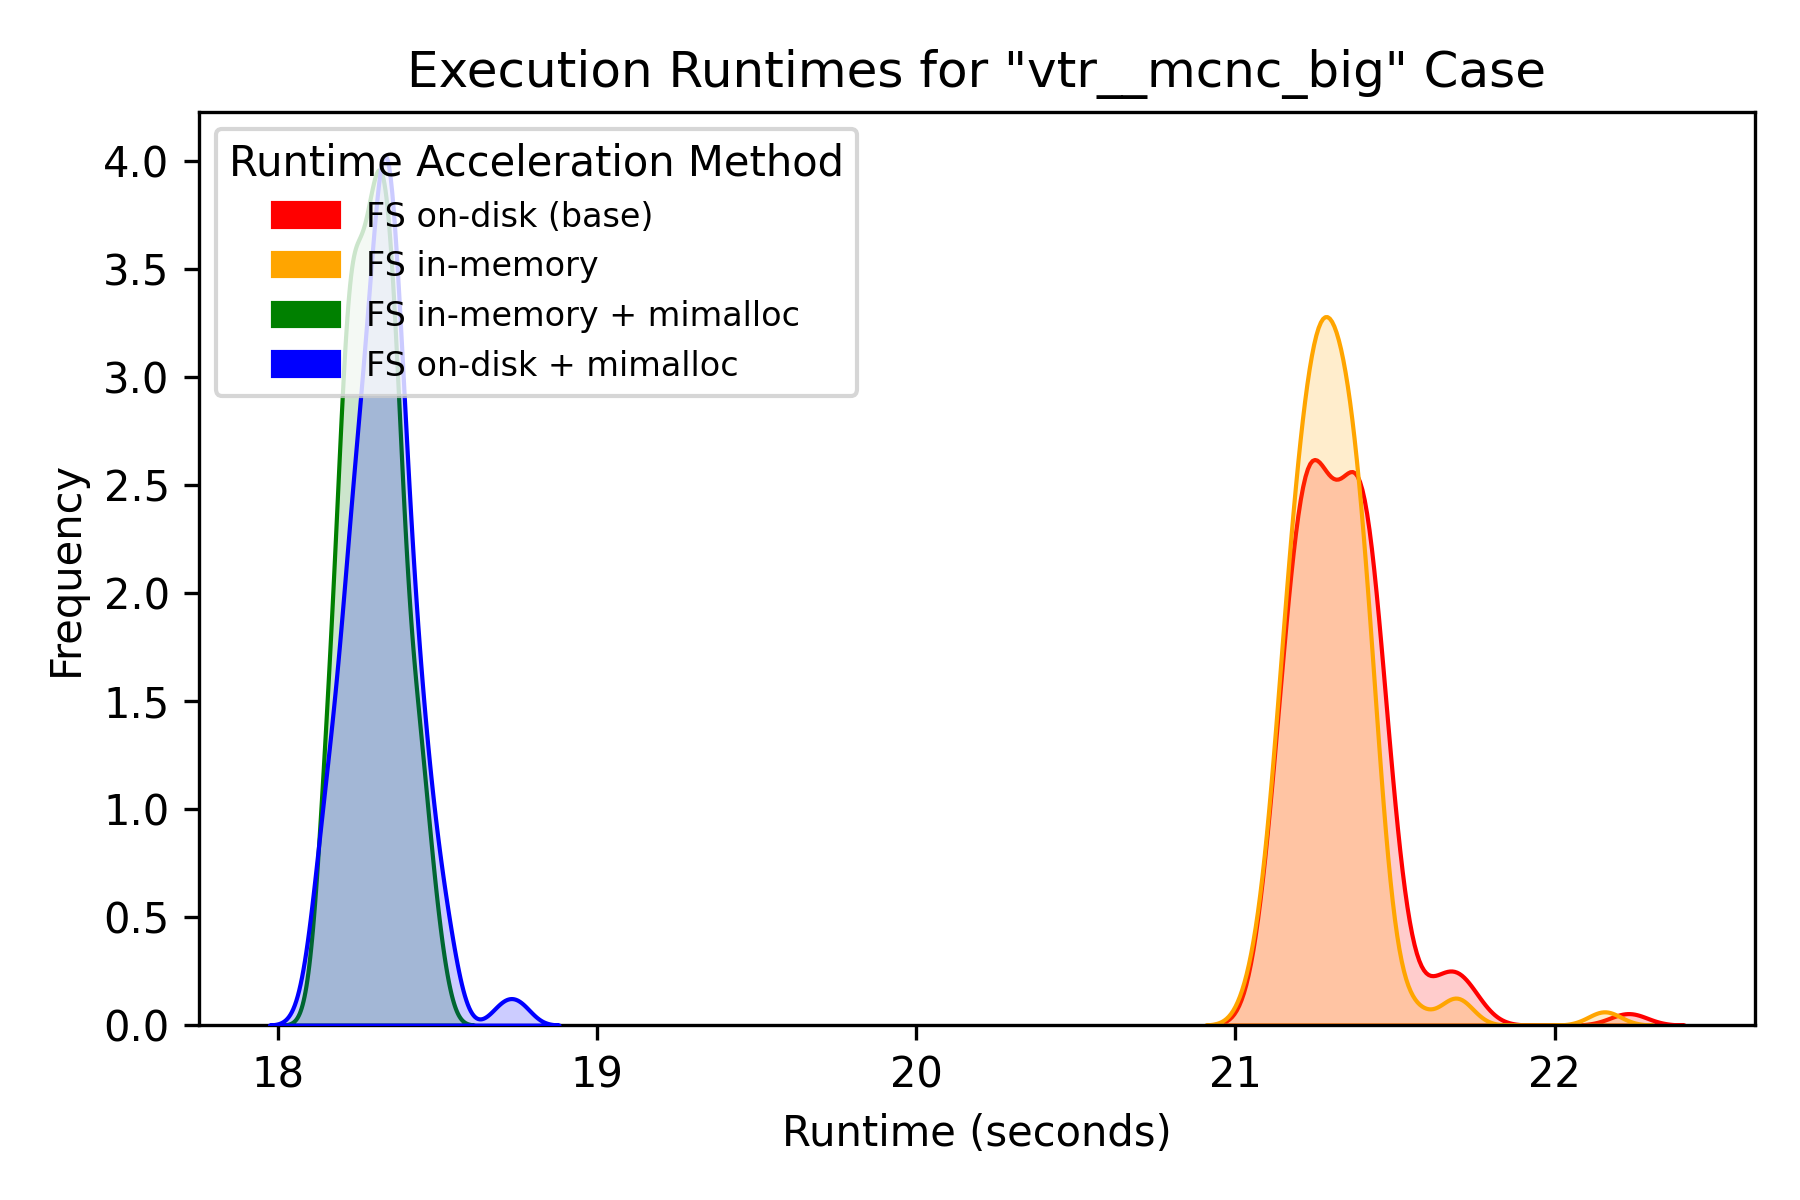 Execution Runtimes for "vtr__mcnc_big" Case
Runtime Acceleration Method
FS on-disk (base)
FS in-memory
FS in-memory + mimalloc
FS on-disk + mimalloc
Frequency
4.0
3.5
3.0
2.5
2.0
1.5
1.0
0.5
0.0
18 19 20 21 22
Runtime (seconds)